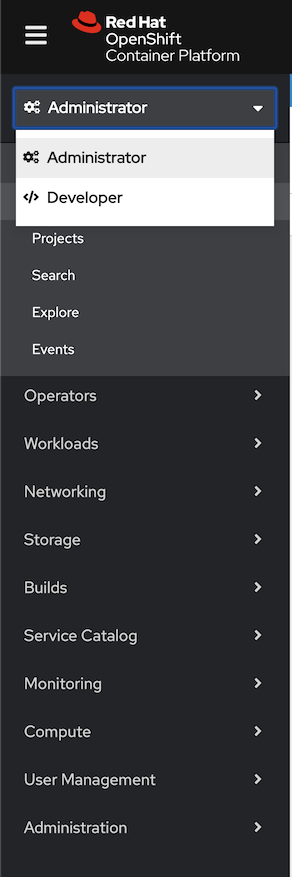 Red Hat
OpenShift
Container Platform
Administrator
Administrator
Developer
Projects
Search
Explore
Events
Operators
Workloads
Networking
Storage
Builds
Service Catalog
Monitoring
Compute
User Management
Administration